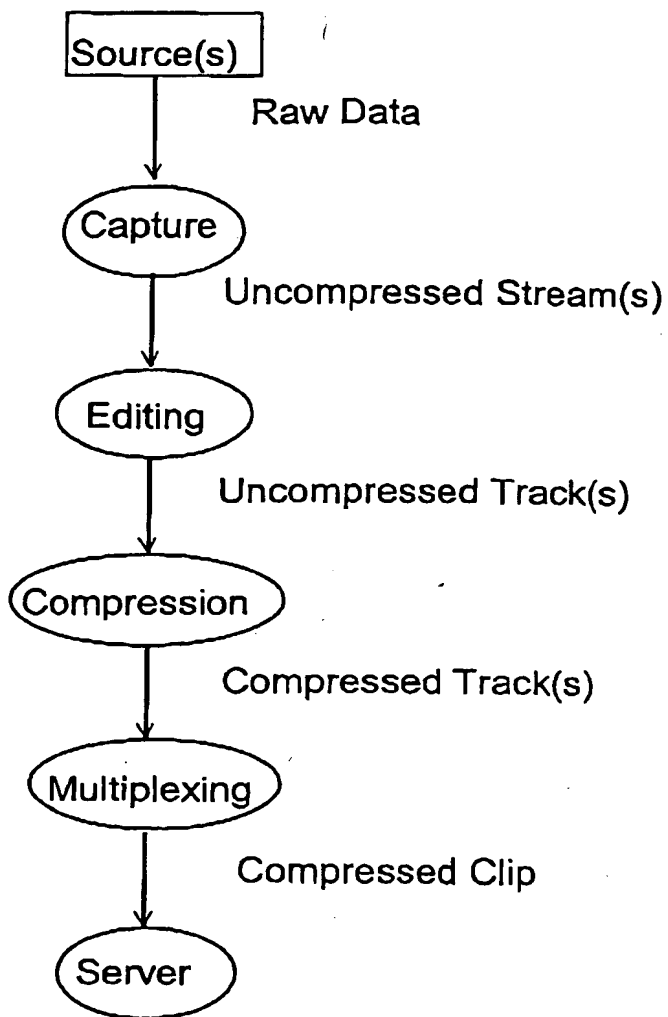 Source(s)
Raw Data
Capture
Uncompressed Stream(s)
Editing
Uncompressed Track(s)
Compression
Compressed Track(s)
Multiplexing
Compressed Clip
Server